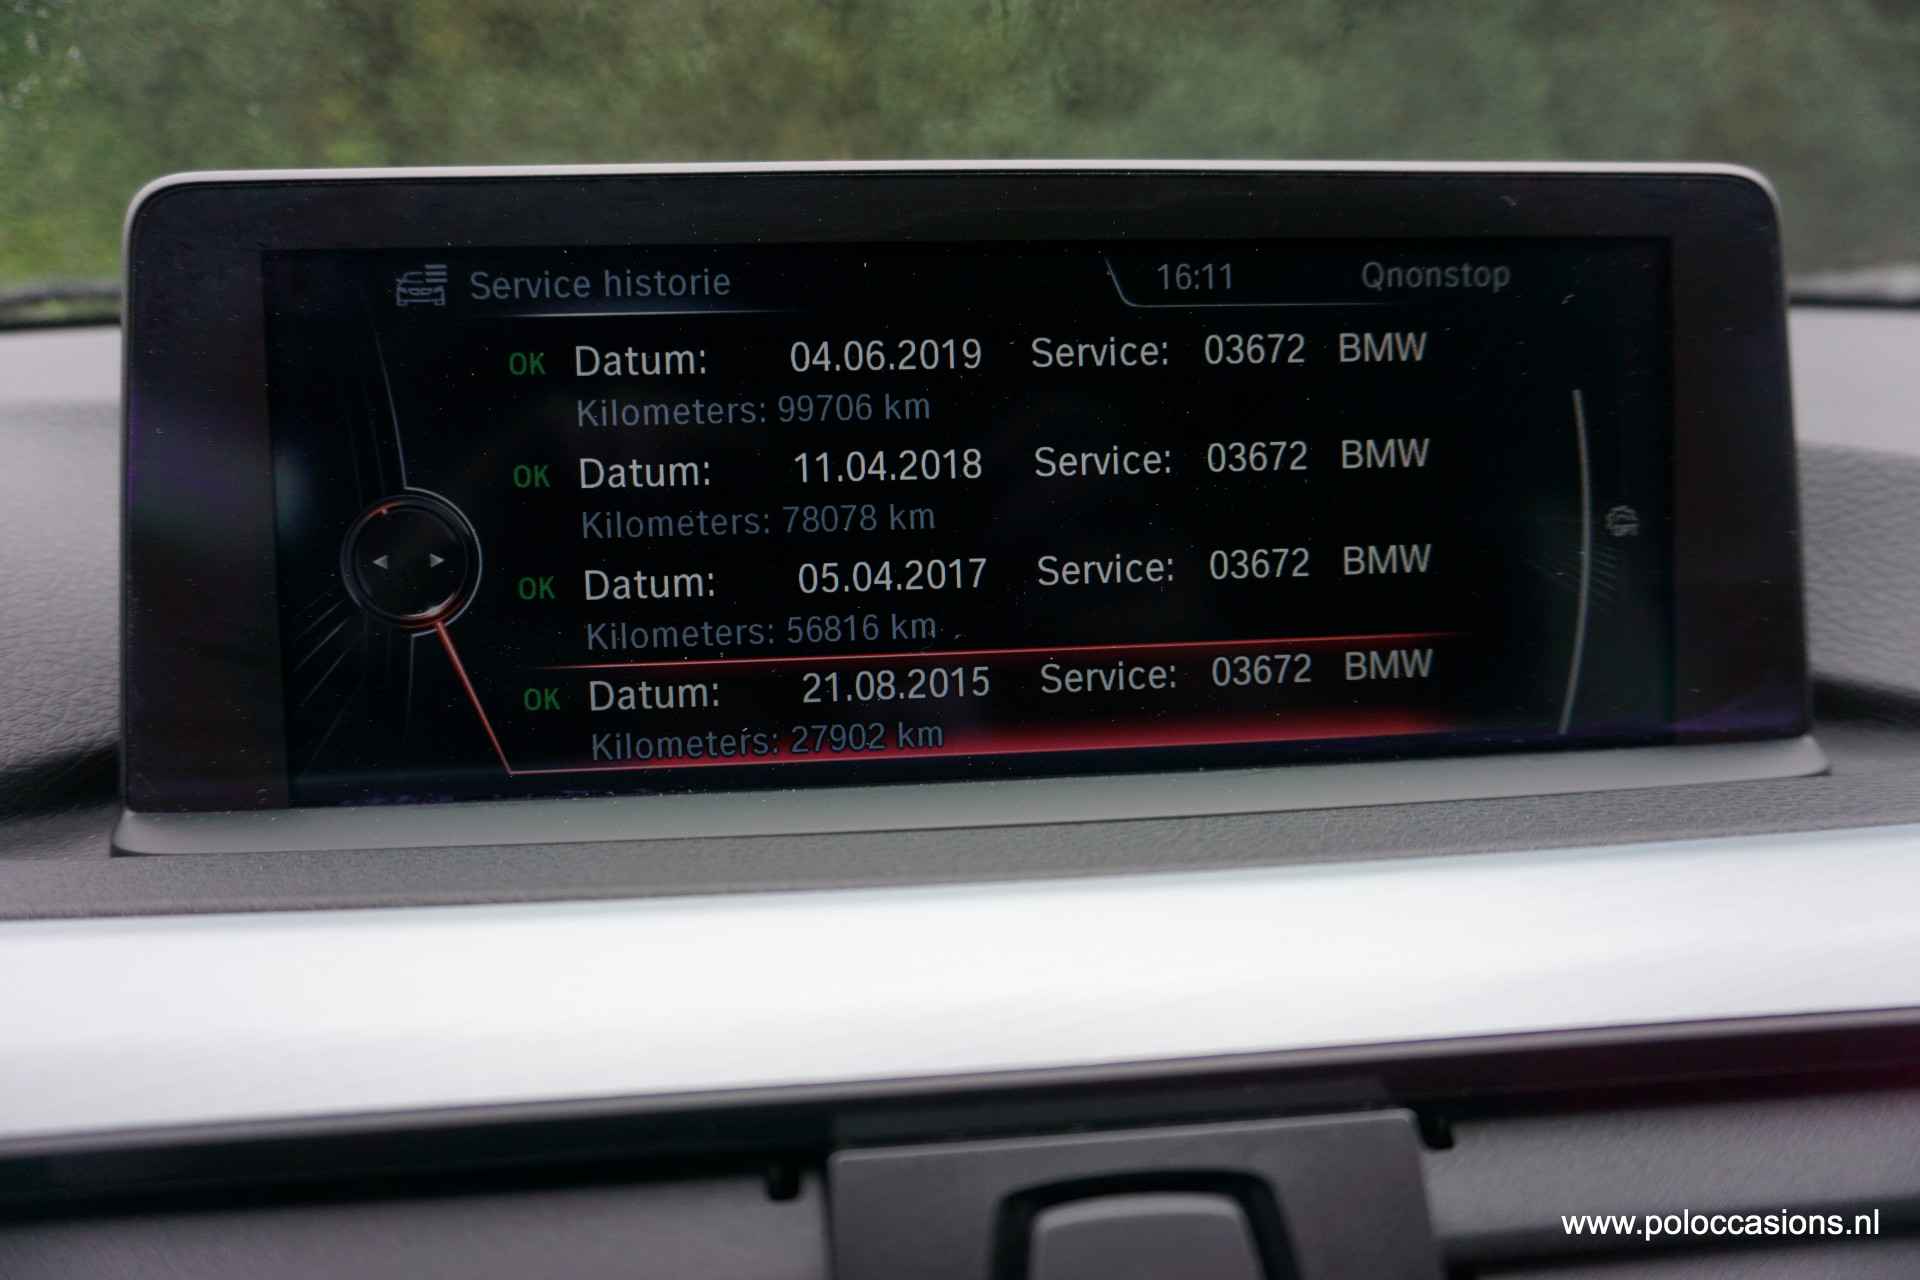 Service historie 16:11 Qnonstop
OK Datum: 04.06.2019 Service: 03672 BMW
Kilometers: 99706 km
OK Datum: 11.04.2018 Service: 03672 BMW
Kilometers: 78078 km
OK Datum: 05.04.2017 Service: 03672 BMW
Kilometers: 56816 km
OK Datum: 21.08.2015 Service: 03672 BMW
Kilometers: 27902 km
www.poloccasions.nl